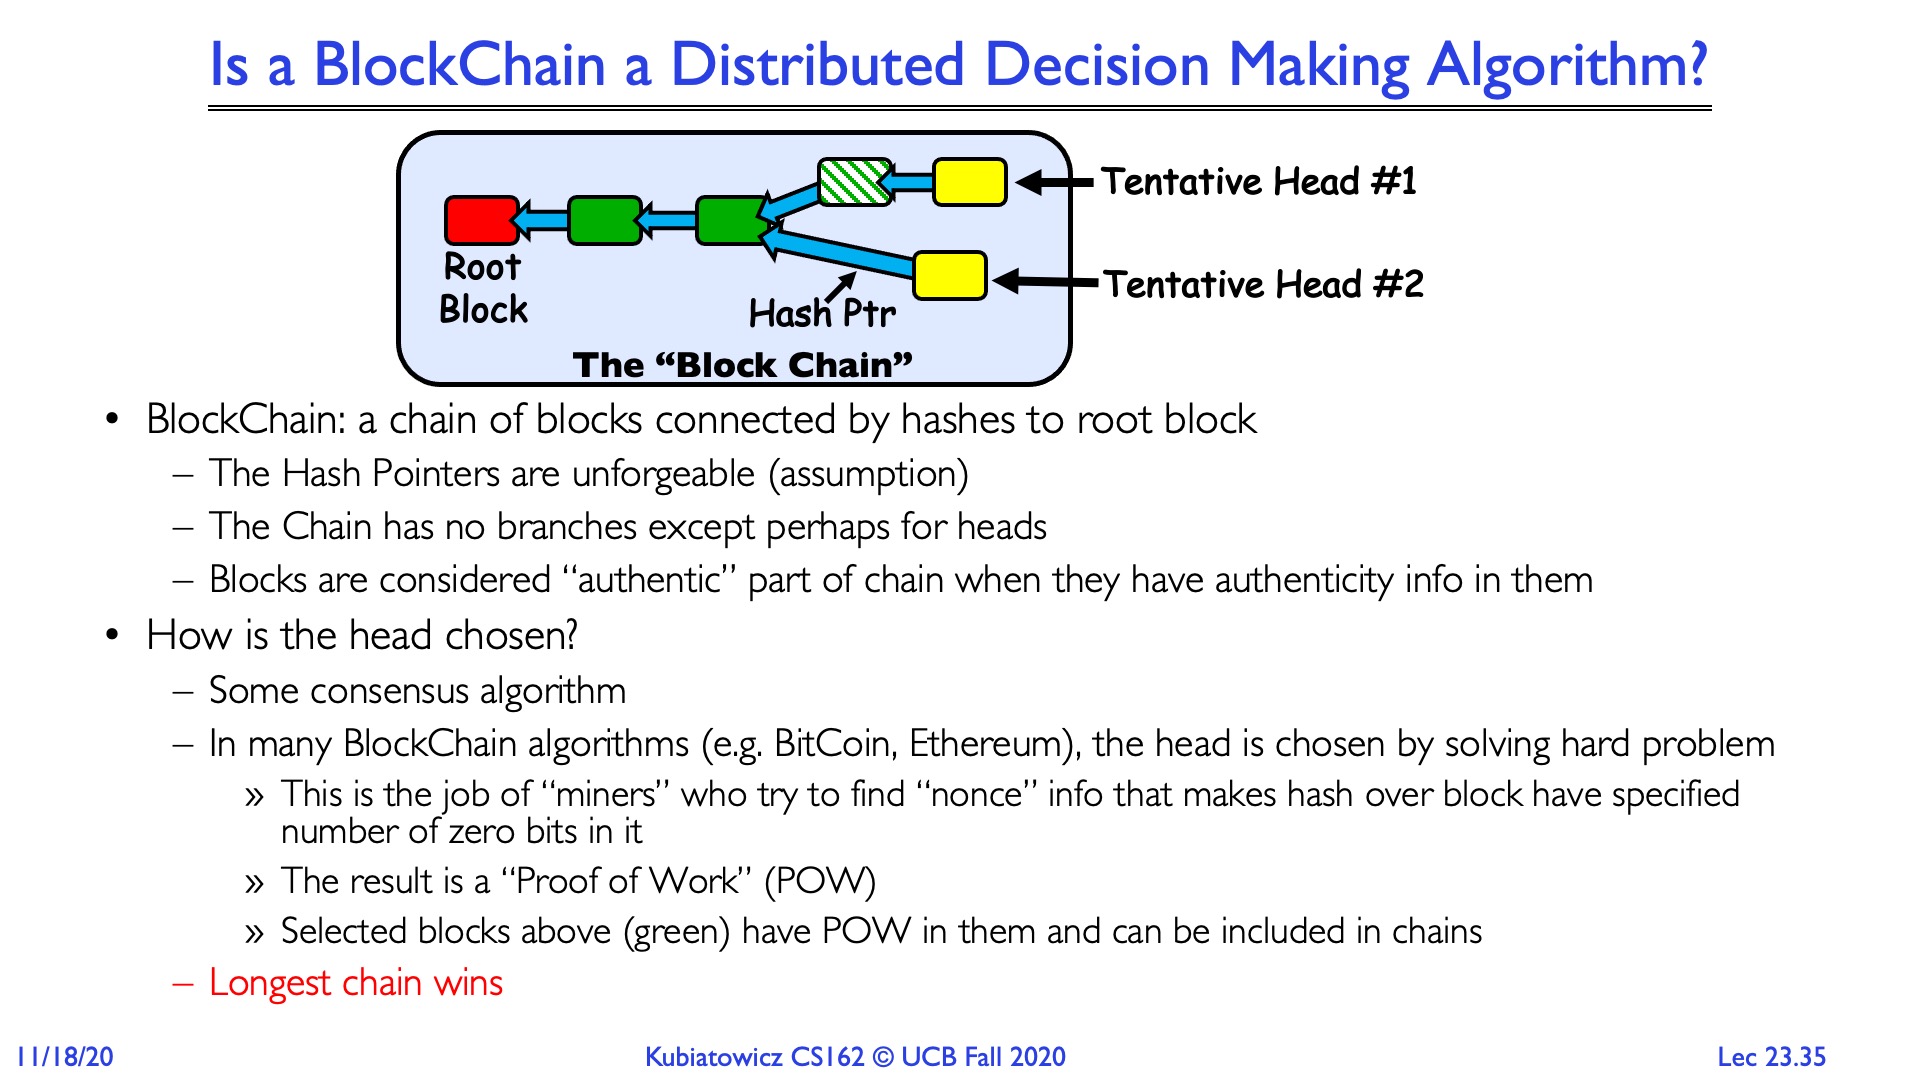 Is a BlockChain a Distributed Decision Making Algorithm?
Tentative Head #1
Root
Block
Tentative Head #2
Hash Ptr
The “Block Chain”
• BlockChain: a chain of blocks connected by hashes to root block
– The Hash Pointers are unforgeable (assumption)
– The Chain has no branches except perhaps for heads
– Blocks are considered “authentic” part of chain when they have authenticity info in them
• How is the head chosen?
– Some consensus algorithm
– In many BlockChain algorithms (e.g. BitCoin, Ethereum), the head is chosen by solving hard problem
» This is the job of “miners” who try to find “nonce” info that makes hash over block have specified
number of zero bits in it
» The result is a “Proof of Work” (POW)
» Selected blocks above (green) have POW in them and can be included in chains
– Longest chain wins
11/18/20
Kubiatowicz CS162 © UCB Fall 2020
Lec 23.35